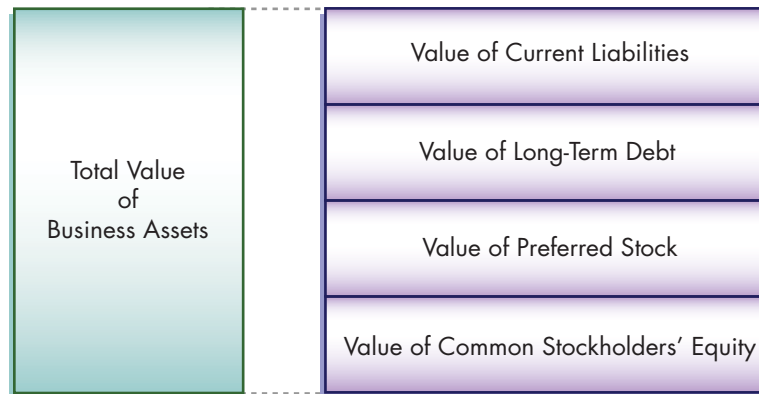 Total Value
of
Business Assets
Value of Current Liabilities
Value of Long-Term Debt
Value of Preferred Stock
Value of Common Stockholders’ Equity